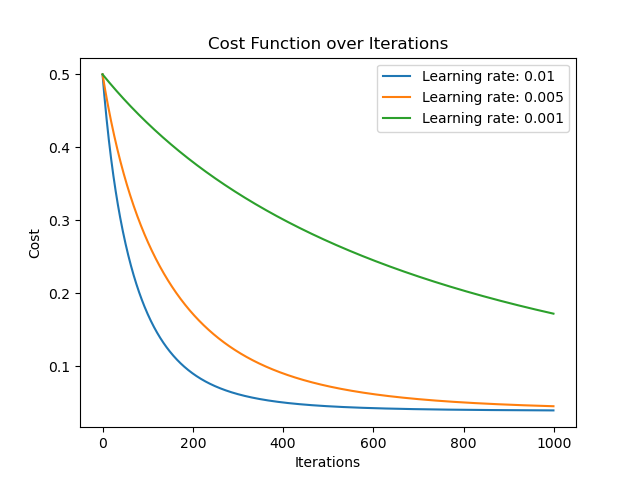 Cost Function over Iterations
Learning rate: 0.01
Learning rate: 0.005
Learning rate: 0.001
Cost
0.5
0.4
0.3
0.2
0.1
0 200 400 600 800 1000
Iterations